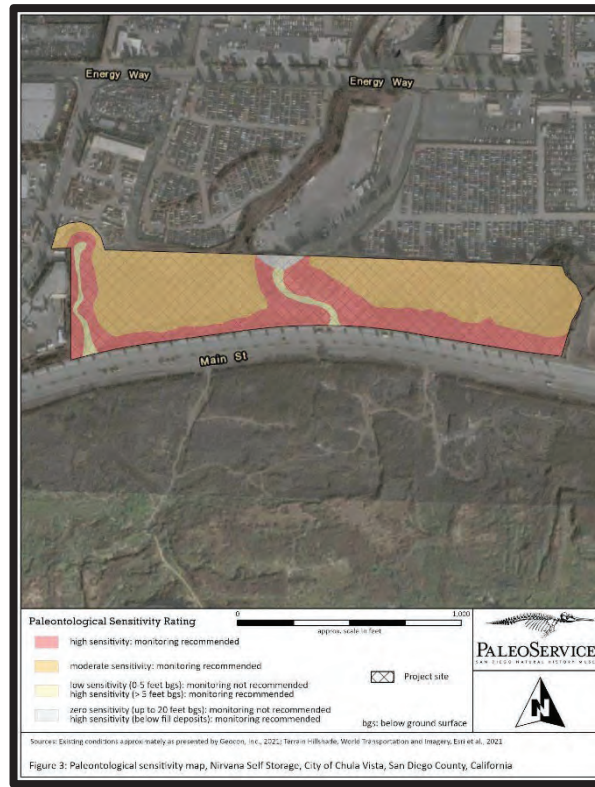 Energy Way
Energy Way
Main St
Paleontological Sensitivity Rating
high sensitivity: monitoring recommended
moderate sensitivity: monitoring recommended
low sensitivity (0-5 feet bgs): monitoring not recommended
high sensitivity (> 5 feet bgs): monitoring recommended
zero sensitivity (up to 20 feet bgs): monitoring not recommended
high sensitivity (below fill deposits): monitoring recommended
0
1,000
approx. scale in feet
Project site
bgs: below ground surface
PALEOSERVICE
SAN DIEGO NATURAL HISTORY MUSE
N
Sources: Existing conditions approximately as presented by Geocon, Inc., 2021; Terrain Hillshade, World Transportation and Imagery, Esri et al., 2021
Figure 3: Paleontological sensitivity map, Nirvana Self Storage, City of Chula Vista, San Diego County, California